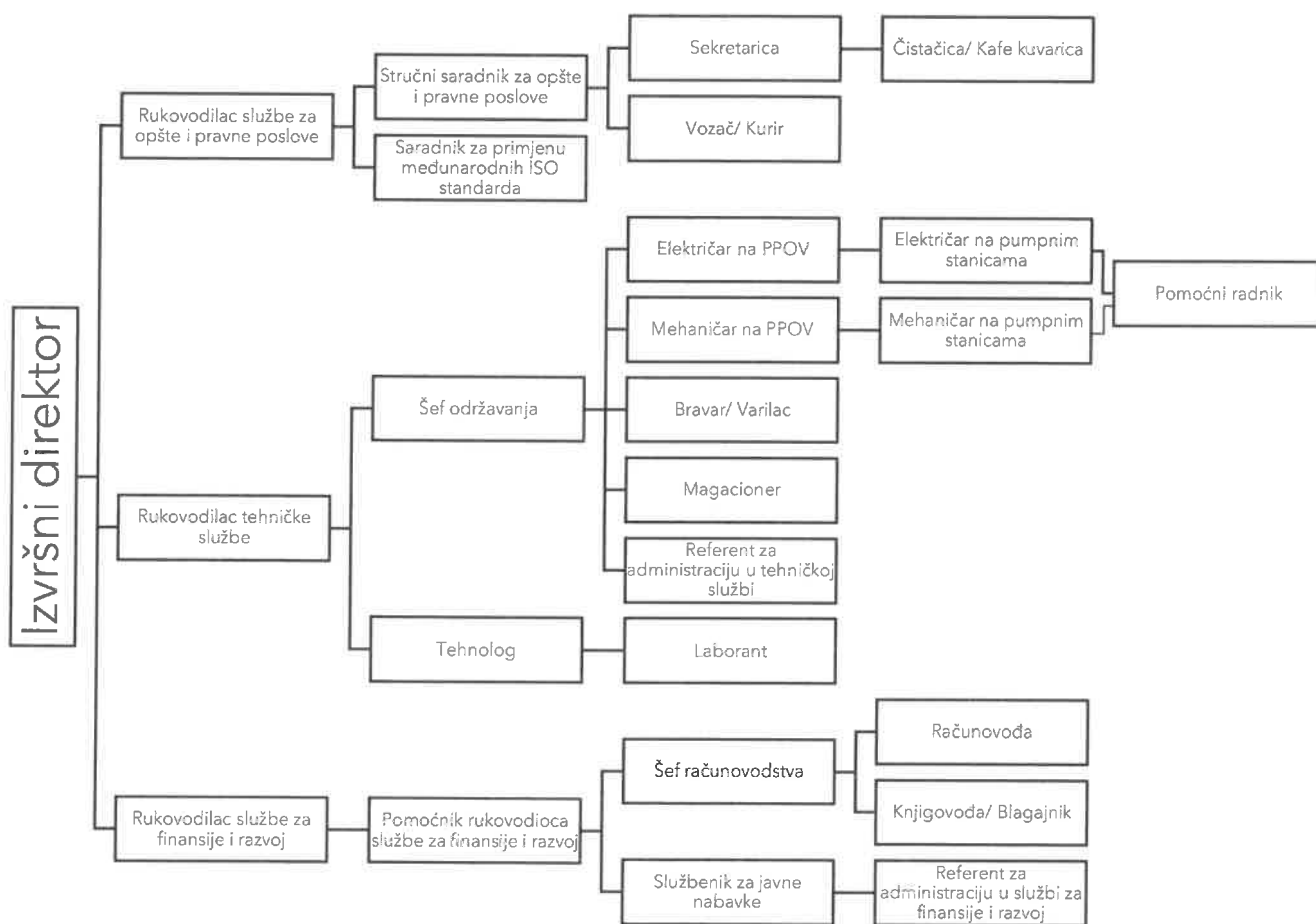 Izvršni direktor
Rukovodilac službe za
opšte i pravne poslove
Stručni saradnik za opšte
i pravne poslove
Sekretarica
Čistačica/ Kafe kuvarica
Vozač/ Kurir
Saradnik za primjenu
međunarodnih ISO
standarda
Rukovodilac tehničke
službe
Šef održavanja
Električar na PPOV
Električar na pumpnim
stanicama
Pomoćni radnik
Mehaničar na PPOV
Mehaničar na pumpnim
stanicama
Bravar/ Varilac
Magacioner
Referent za
administraciju u tehničkoj
službi
Tehnolog
Laborant
Rukovodilac službe za
finansije i razvoj
Pomoćnik rukovodioca
službe za finansije i razvoj
Šef računovodstva
Računovođa
Knjigovođa/ Blagajnik
Službenik za javne
nabavke
Referent za
administraciju u službi za
finansije i razvoj